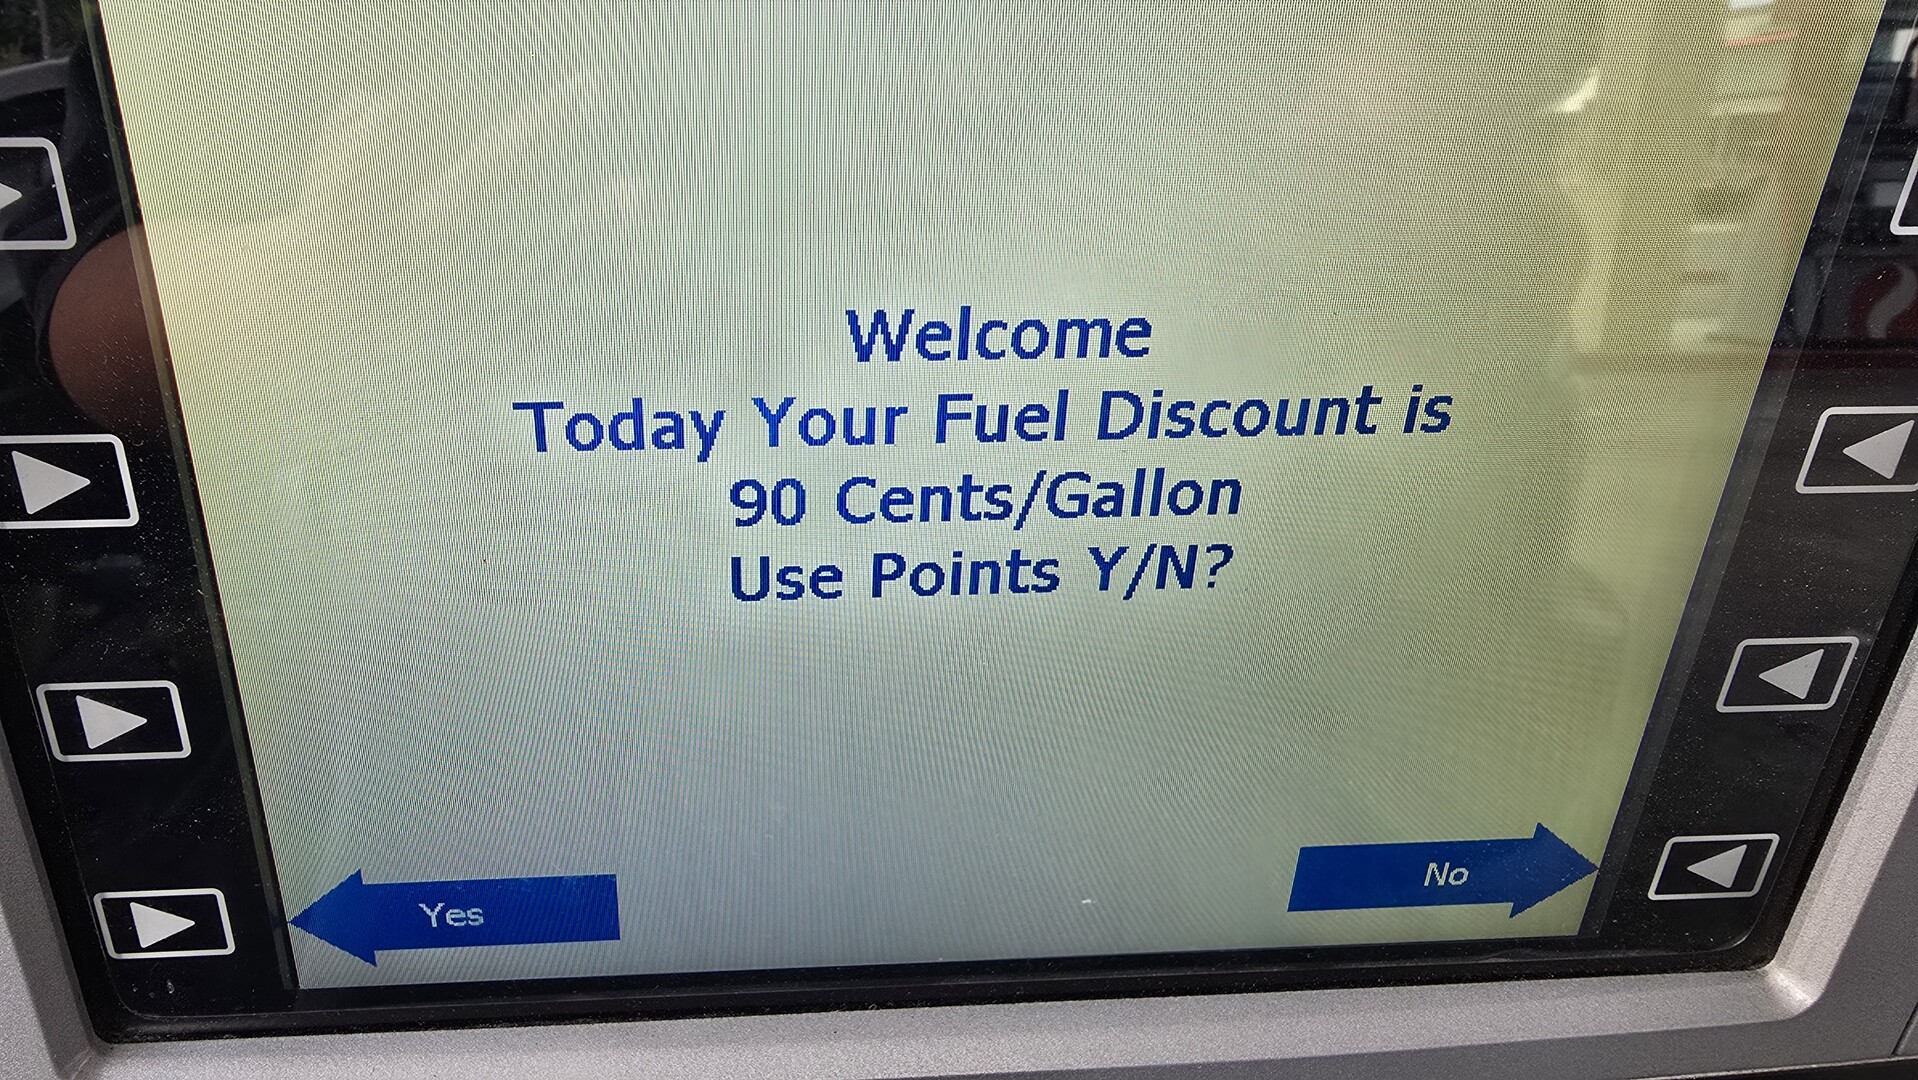 Welcome
Today Your Fuel Discount is
90 Cents/Gallon
Use Points Y/N?
Yes
No